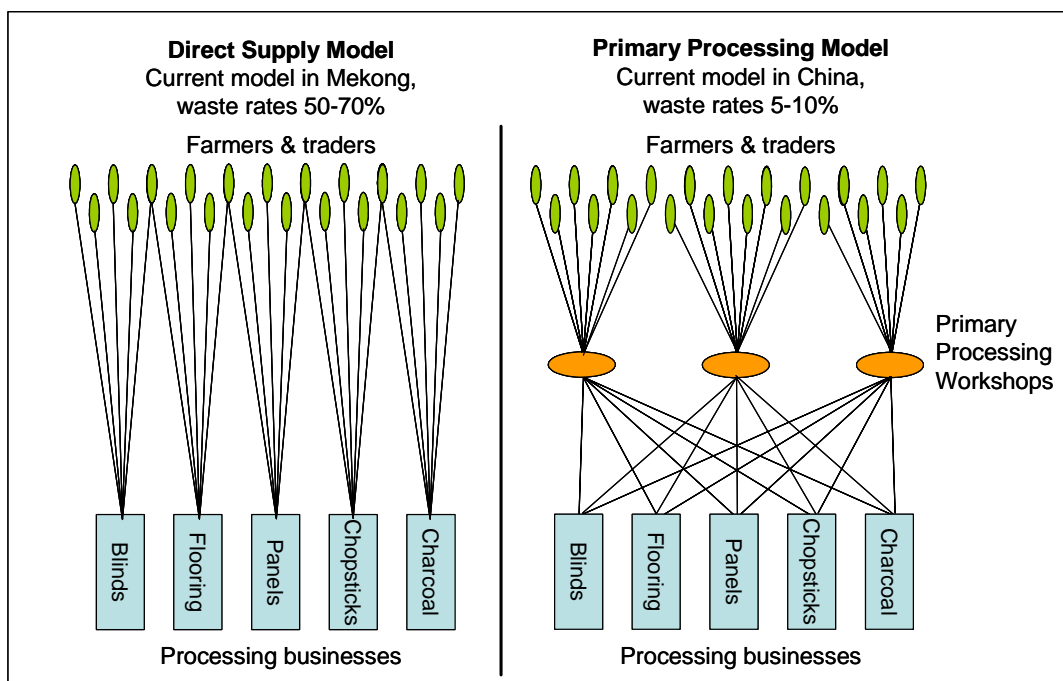 Direct Supply Model
Current model in Mekong,
waste rates 50-70%
Farmers & traders
Blinds
Flooring
Panels
Chopsticks
Charcoal
Processing businesses
Primary Processing Model
Current model in China,
waste rates 5-10%
Farmers & traders
Primary
Processing
Workshops
Blinds
Flooring
Panels
Chopsticks
Charcoal
Processing businesses